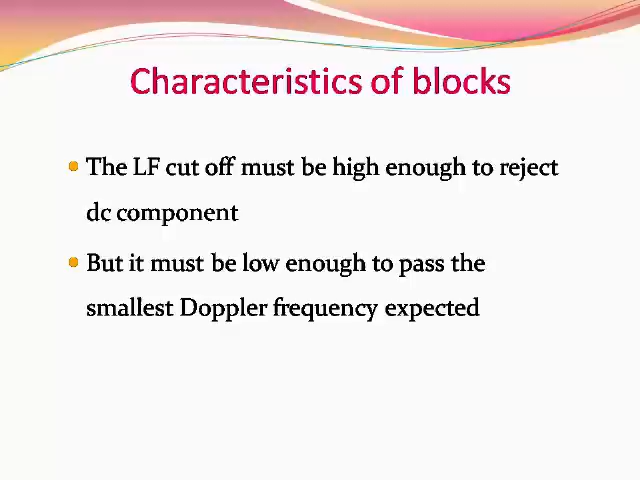 Characteristics of blocks
The LF cut off must be high enough to reject
dc component
But it must be low enough to pass the
smallest Doppler frequency expected